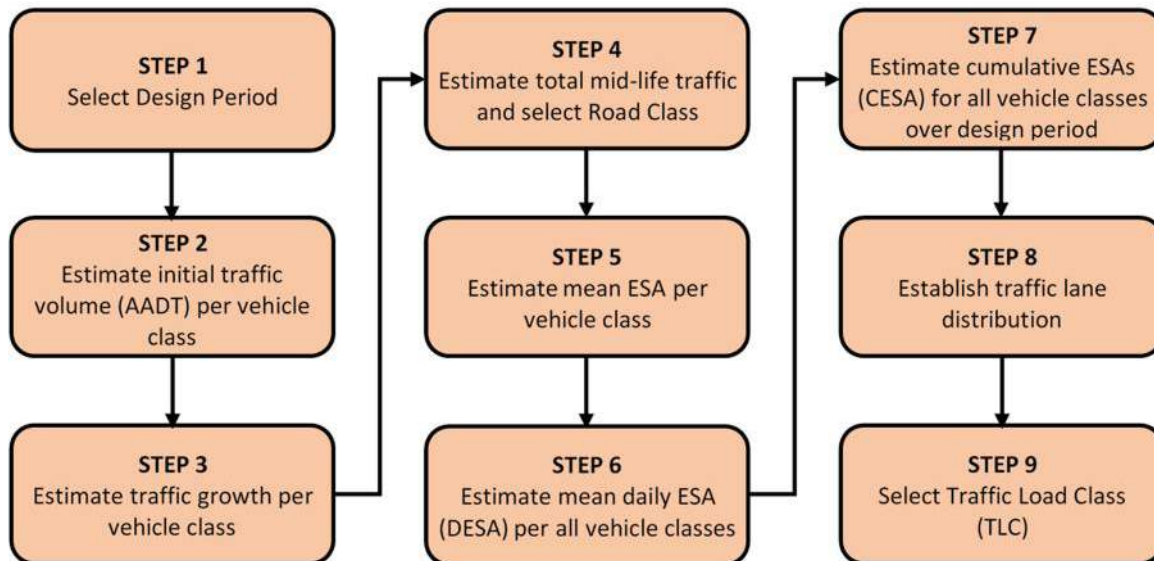 STEP 1
Select Design Period
STEP 2
Estimate initial traffic
volume (AADT) per vehicle
class
STEP 3
Estimate traffic growth per
vehicle class
STEP 4
Estimate total mid-life traffic
and select Road Class
STEP 5
Estimate mean ESA per
vehicle class
STEP 6
Estimate mean daily ESA
(DESA) per all vehicle classes
STEP 7
Estimate cumulative ESAs
(CESA) for all vehicle classes
over design period
STEP 8
Establish traffic lane
distribution
STEP 9
Select Traffic Load Class
(TLC)